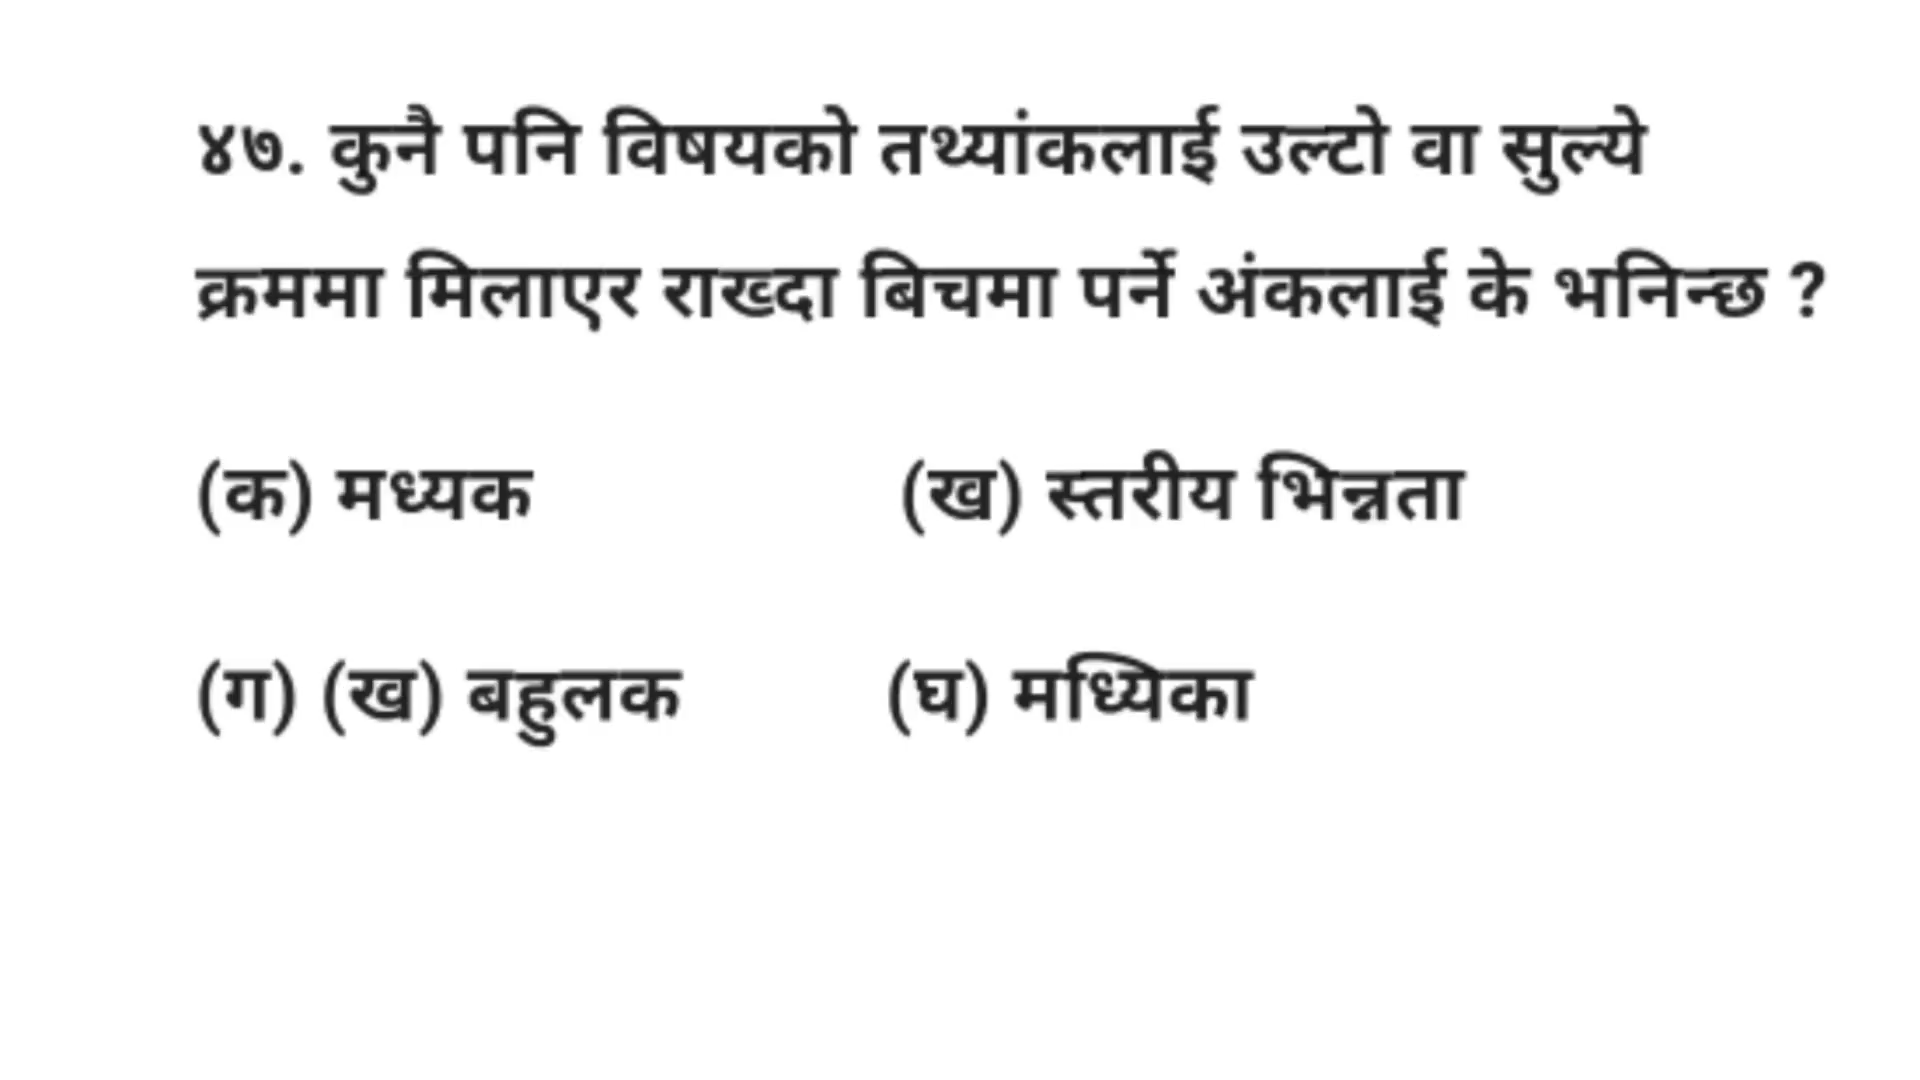 ४७. कुनै पनि विषयको तथ्यांकलाई उल्टो वा सुल्ये
क्रममा मिलाएर राख्दा बिचमा पर्ने अंकलाई के भनिन्छ ?
(क) मध्यक (ख) स्तरीय भिन्नता
(ग) (ख) बहुलक (घ) मध्यिका